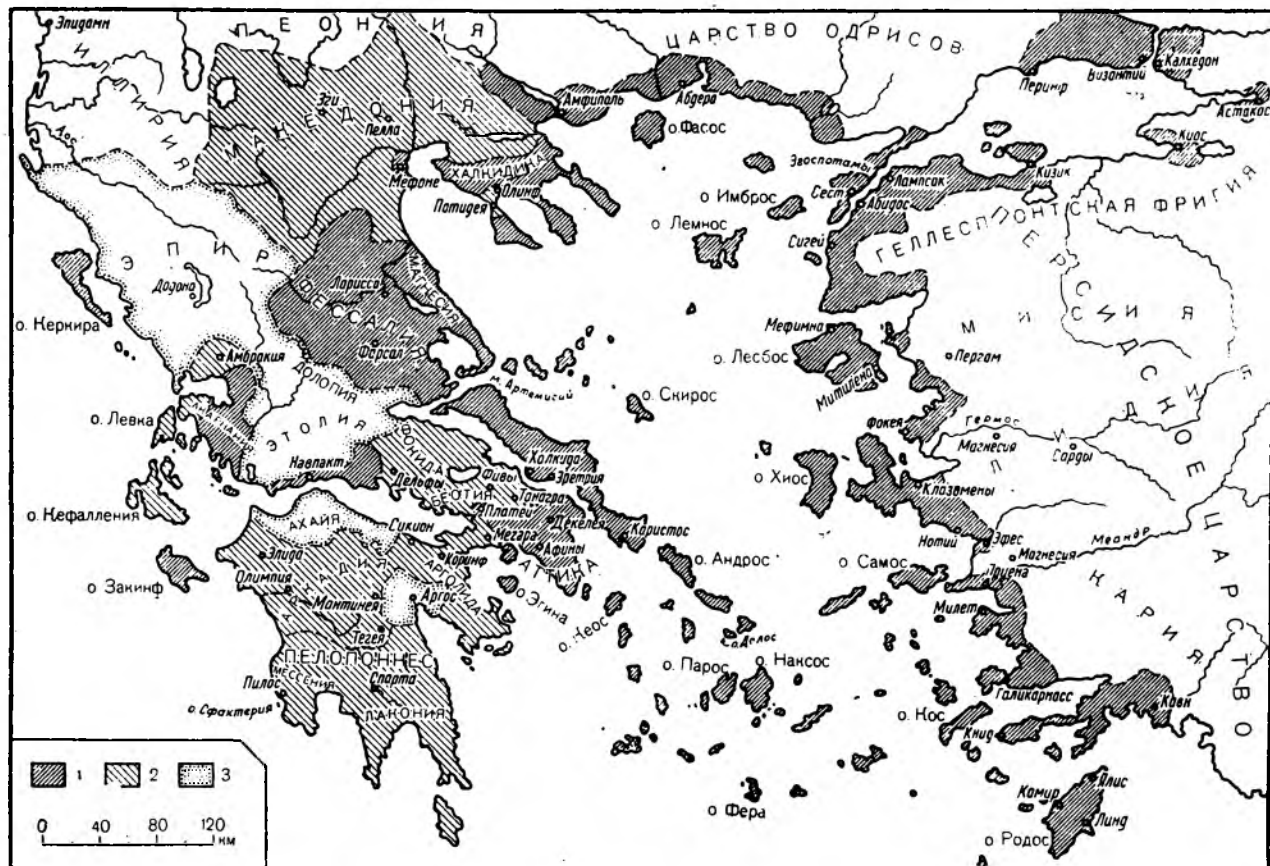 Эпидамн
ПЕОНИЯ
ИЛЛИРИЯ
ЦАРСТВО ОДРИСОВ
Перинф
Византий
Калхедон
Астакос
Киос
Кизик
Амфиполь
Абдера
о. Фасос
МАКЕДОНИЯ
Эги
Пелла
Мефоне
ХАЛКИДИКА
Олинф
Потидея
Аос
о Имброс
о. Лемнос
Эгоспотамы
Сест
Лампсак
Абидос
Сигей
ГЕЛЛЕСПОНТСКАЯ ФРИГИЯ
ПЕРСИДСКОЕ ЦАРСТВО
МИСИЯ
ЭПИР
Додона
о. Керкира
ФЕССАЛИЯ
Ларисса
Фарсал
МАГНЕСИЯ
м. Артемисий
Амбракия
ДОЛОПИЯ
о. Левка
АКАРНАНИЯ
ЭТОЛИЯ
Навпакт
о. Скирос
Мефимна
о. Лесбос
Митилена
Пергам
Фокея
Гермос
Магнесия
Сарды
ЛИДИЯ
о. Хиос
Клазомены
ФОКИДА
Дельфы
БЕОТИЯ
Фивы
Танагра
Платеи
Халкида
Эретрия
Декелея
Каристос
Мегара
Афины
АТТИКА
о. Кефалления
АХАЙЯ
Сикион
Коринф
Элида
Олимпия
АРКАДИЯ
АРГОЛИДА
Мантинея
Аргос
Тегея
о. Закинф
о Эгина
о. Кеос
о. Андрос
о. Самос
Нотий
Эфес
Магнесия
Меандр
Приена
Милет
КАРИЯ
ПЕЛОПОННЕС
МЕССЕНИЯ
Пилос
Спарта
о Сфактерия
ЛАКОНИЯ
о. Делос
о. Парос
о. Наксос
Галикарнасс
о. Кос
Книд
Кавн
о Фера
Ялис
Камир
Линд
о Родос
1
2
3
0 40 80 120
км